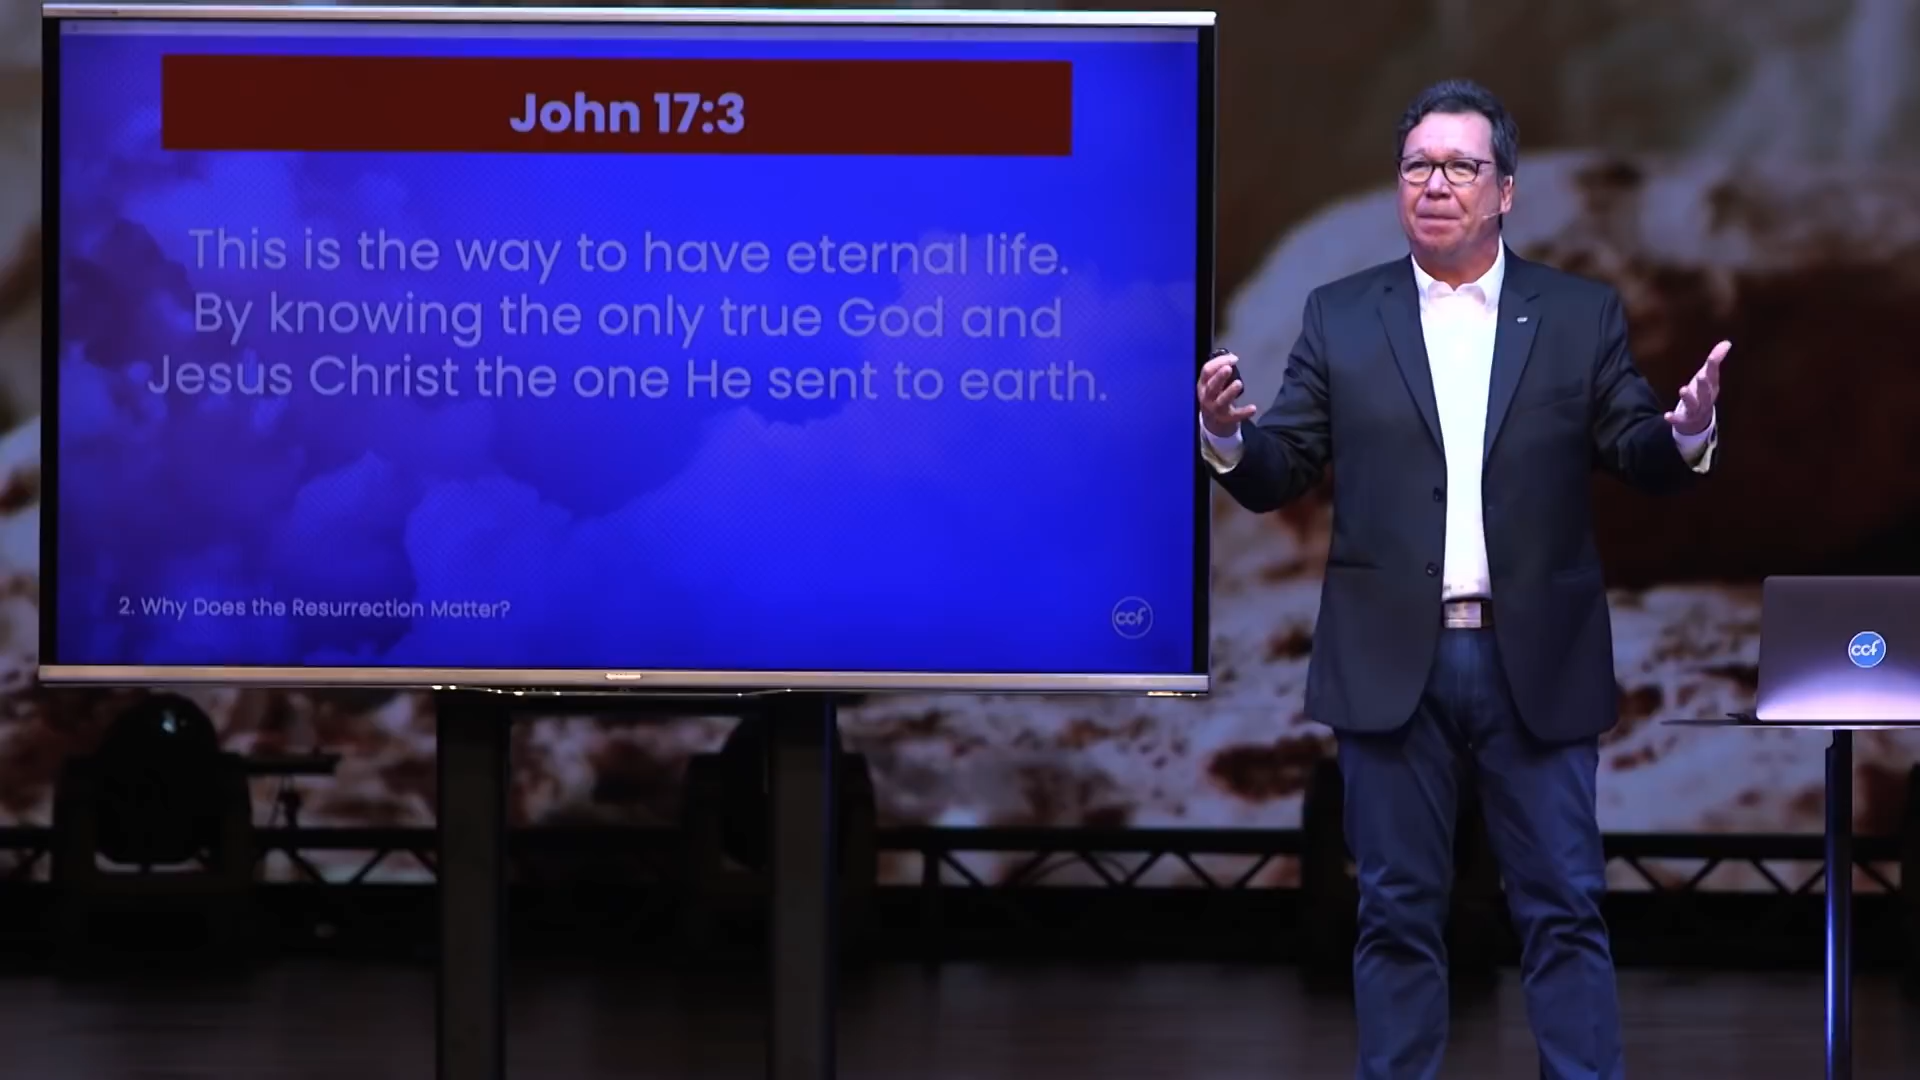 John 17:3
This is the way to have eternal life.
By knowing the only true God and
Jesus Christ the one He sent to earth.
2. Why Does the Resurrection Matter?
ccf
ccf